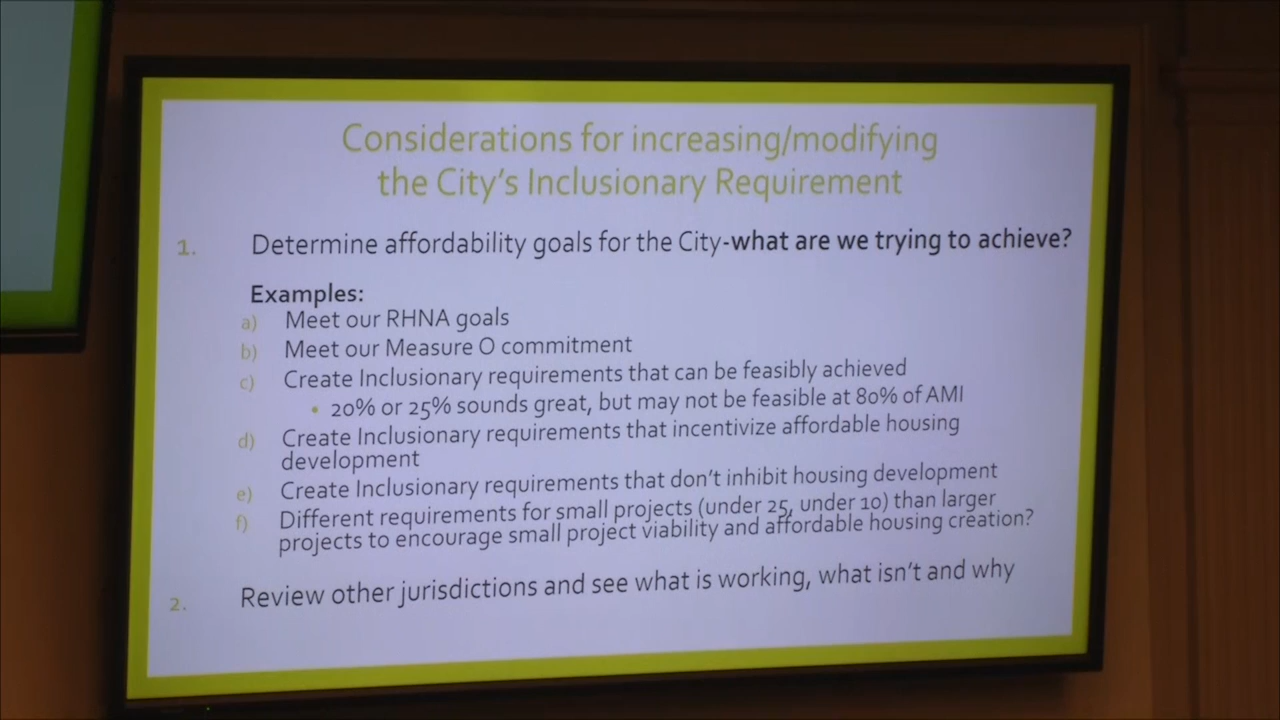 Considerations for increasing/modifying
the City's Inclusionary Requirement
1. Determine affordability goals for the City-what are we trying to achieve?
Examples:
a) Meet our RHNA goals
b) Meet our Measure O commitment
c) Create Inclusionary requirements that can be feasibly achieved
• 20% or 25% sounds great, but may not be feasible at 80% of AMI
d) Create Inclusionary requirements that incentivize affordable housing
development
e) Create Inclusionary requirements that don't inhibit housing development
f) Different requirements for small projects (under 25, under 10) than larger
projects to encourage small project viability and affordable housing creation?
2. Review other jurisdictions and see what is working, what isn't and why